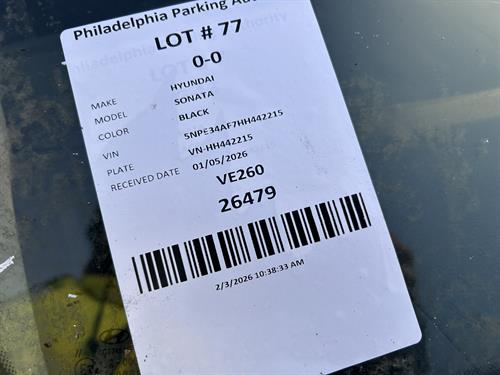 Philadelphia Parking Au
LOT # 77
0-0
MAKE HYUNDAI
MODEL SONATA
COLOR BLACK
VIN 5NPE34AF7HH442215
PLATE VN-HH442215
RECEIVED DATE 01/05/2026
VE260
26479
2/3/2026 10:38:33 AM